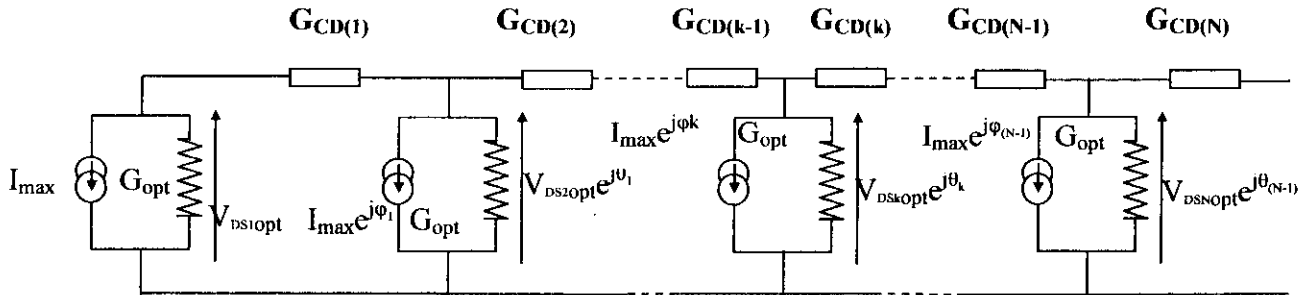 G_CD(1) G_CD(2) G_CD(k-1) G_CD(k) G_CD(N-1) G_CD(N)
I_max e^jφk G_opt I_max e^jφ(N-1) G_opt
I_max G_opt V_DS1opt I_max e^jφ1 G_opt V_DS2opt e^jθ1 V_DSkopt e^jθk V_DSNopt e^jθ(N-1)